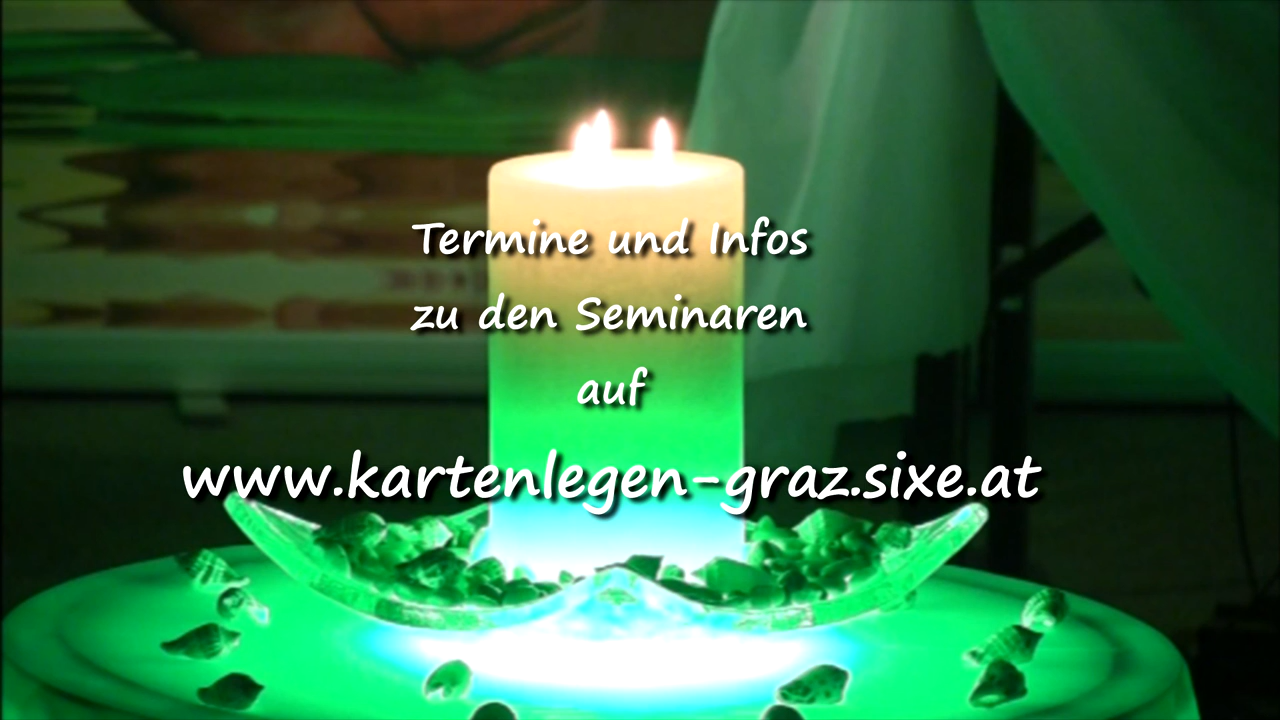 Termine und Infos
zu den Seminaren
auf
www.kartenlegen-graz.sixe.at